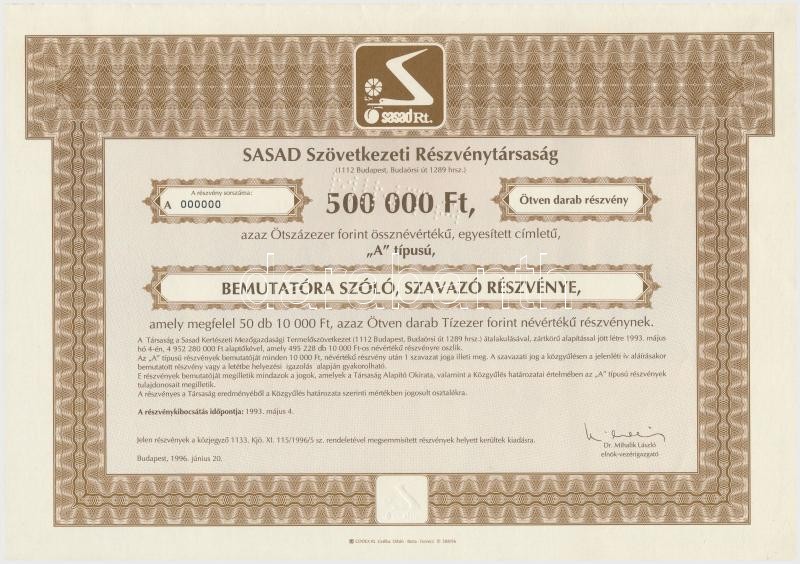 sasad Rt.
SASAD Szövetkezeti Részvénytársaság
(1112 Budapest, Budaörsi út 1289 hrsz.)
A részvény sorszáma:
A 000000
500 000 Ft,
Ötven darab részvény
azaz Ötszázezer forint össznévértékű, egyesített címletű,
„A" típusú,
BEMUTATÓRA SZÓLÓ, SZAVAZÓ RÉSZVÉNYE,
amely megfelel 50 db 10 000 Ft, azaz Ötven darab Tízezer forint névértékű részvénynek.
A Társaság a Sasad Kertészeti Mezőgazdasági Termelőszövetkezet (1112 Budapest, Budaörsi út 1289 hrsz.) átalakulásával, zártkörű alapítással jött létre 1993. május
hó 4-én, 4 952 280 000 Ft alaptőkével, amely 495 228 db 10 000 Ft-os névértékű részvényre oszlik.
Az „A" típusú részvények bemutatóját minden 10 000 Ft, névértékű részvény után 1 szavazat joga illeti meg. A szavazati jog a közgyűlésen a jelenléti ív aláírásakor
bemutatott részvény vagy a letétbe helyezési igazolás alapján gyakorolható.
E részvények bemutatóját megilletik mindazok a jogok, amelyek a Társaság Alapító Okirata, valamint a Közgyűlés határozatai értelmében az „A" típusú részvények
tulajdonosait megilletik.
A részvényes a Társaság eredményéből a Közgyűlés határozata szerinti mértékben jogosult osztalékra.
A részvénykibocsátás időpontja: 1993. május 4.
Jelen részvények a közjegyző 1133. Kjö. XI. 115/1996/5 sz. rendeletével megsemmisített részvények helyett kerültek kiadásra.
Budapest, 1996. június 20.
Dr. Mihalik László
elnök-vezérigazgató
darabanth